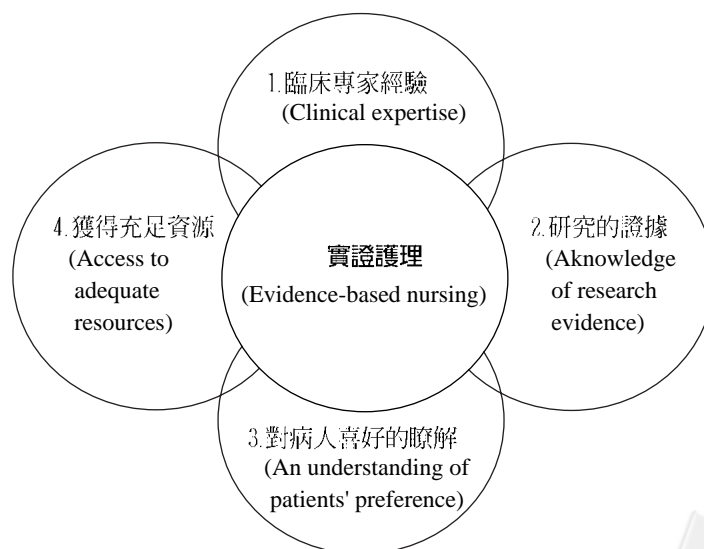 1.臨床專家經驗
(Clinical expertise)
4.獲得充足資源
(Access to
adequate
resources)
實證護理
(Evidence-based nursing)
2.研究的證據
(Aknowledge
of research
evidence)
3.對病人喜好的瞭解
(An understanding of
patients' preference)